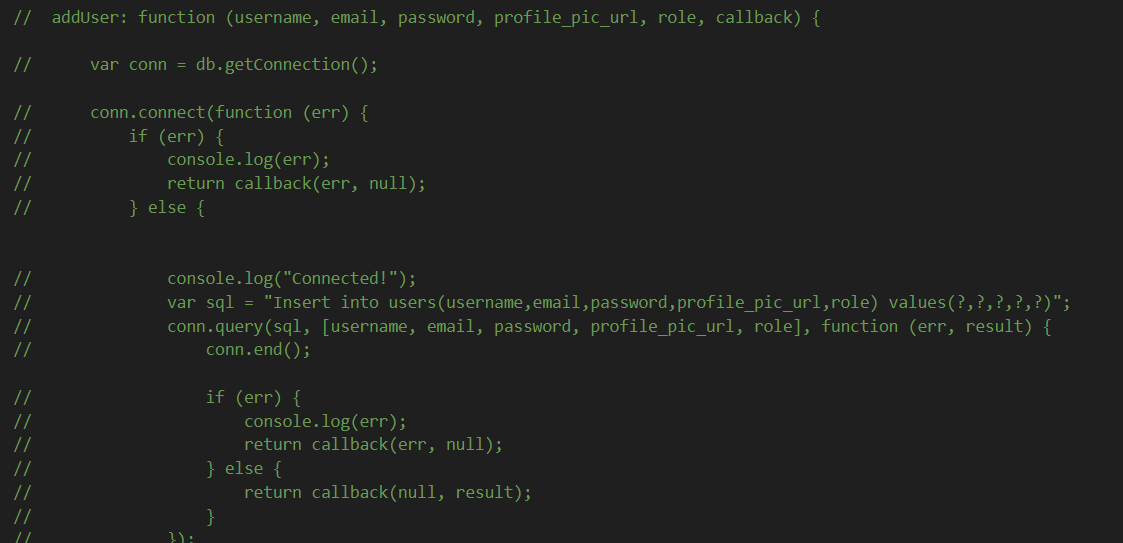 //  addUser: function (username, email, password, profile_pic_url, role, callback) {
//      var conn = db.getConnection();
//      conn.connect(function (err) {
//          if (err) {
//              console.log(err);
//              return callback(err, null);
//          } else {
//              console.log("Connected!");
//              var sql = "Insert into users(username,email,password,profile_pic_url,role) values(?,?,?,?,?)";
//              conn.query(sql, [username, email, password, profile_pic_url, role], function (err, result) {
//                  conn.end();
//                  if (err) {
//                      console.log(err);
//                      return callback(err, null);
//                  } else {
//                      return callback(null, result);
//                  }
//              });